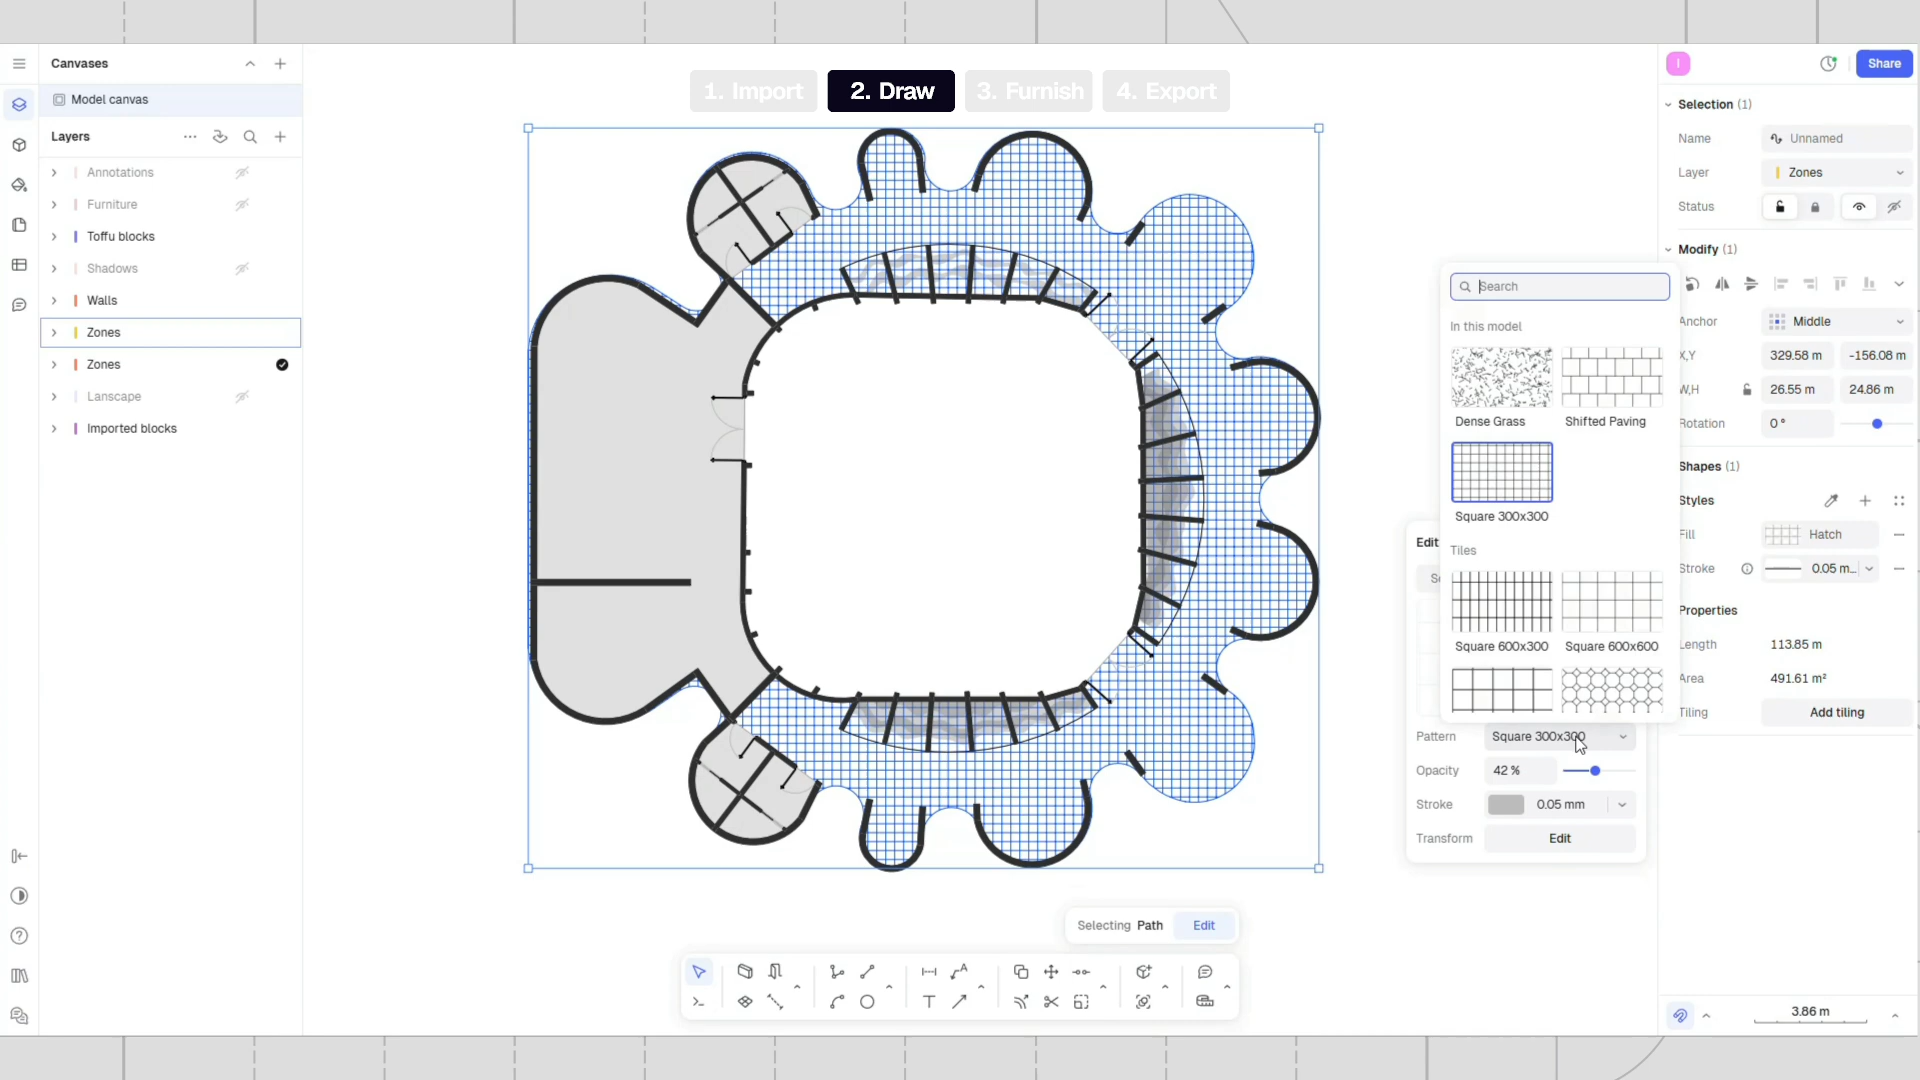 Canvases
Model canvas
Layers
Annotations
Furniture
Toffu blocks
Shadows
Walls
Zones
Zones
Lanscape
Imported blocks
1. Import
2. Draw
3. Furnish
4. Export
Selecting Path Edit
Search
In this model
Dense Grass
Shifted Paving
Square 300x300
Tiles
Square 600x300
Square 600x600
Edit
Pattern Square 300x300
Opacity 42 %
Stroke 0.05 mm
Transform Edit
I
Share
Selection (1)
Name Unnamed
Layer Zones
Status
Modify (1)
Anchor Middle
X,Y 329.58 m -156.08 m
W,H 26.55 m 24.86 m
Rotation 0 °
Shapes (1)
Styles
Fill Hatch
Stroke 0.05 m...
Properties
Length 113.85 m
Area 491.61 m²
Tiling Add tiling
3.86 m